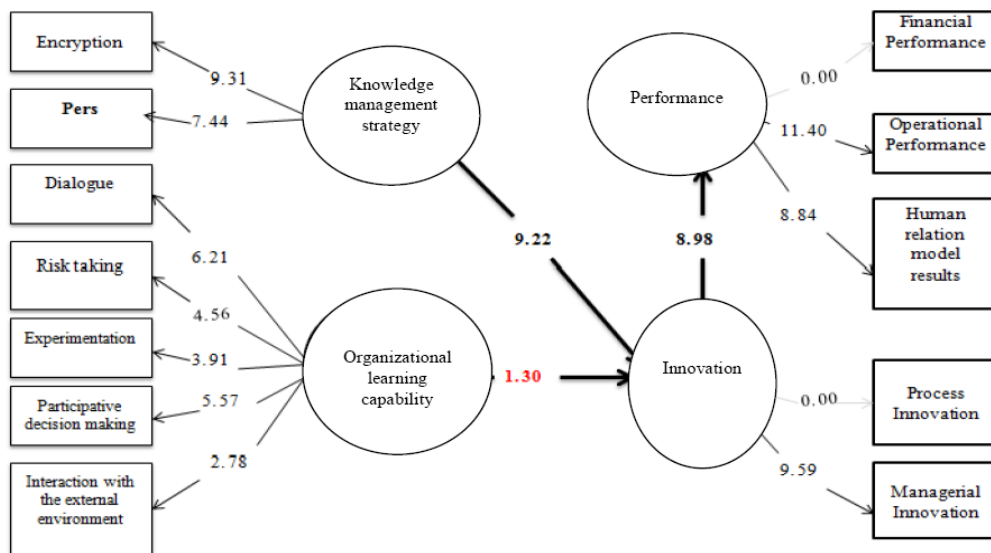 Encryption
9.31
Pers
7.44
Dialogue
6.21
Risk taking
4.56
Experimentation
3.91
Participative
decision making
5.57
Interaction with
the external
environment
2.78
Knowledge
management
strategy
9.22
Organizational
learning
capability
1.30
Performance
8.98
Innovation
Financial
Performance
0.00
Operational
Performance
11.40
Human
relation
model
results
8.84
Process
Innovation
0.00
Managerial
Innovation
9.59